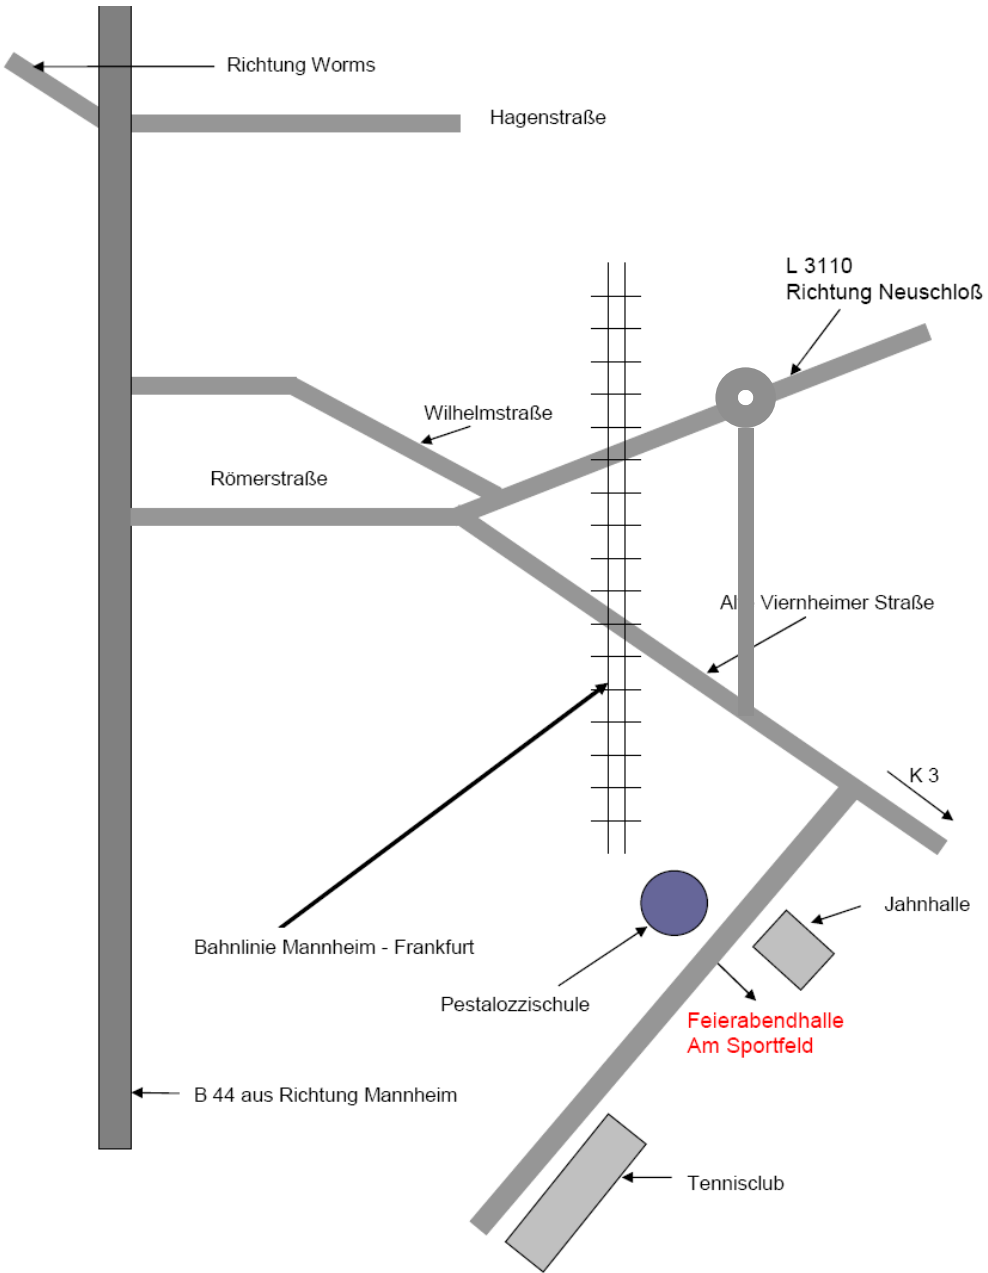 Richtung Worms
Hagenstraße
L 3110
Richtung Neuschloß
Wilhelmstraße
Römerstraße
Viernheimer Straße
K 3
Jahnhalle
Bahnlinie Mannheim - Frankfurt
Pestalozzischule
Feierabendhalle
Am Sportfeld
B 44 aus Richtung Mannheim
Tennisclub